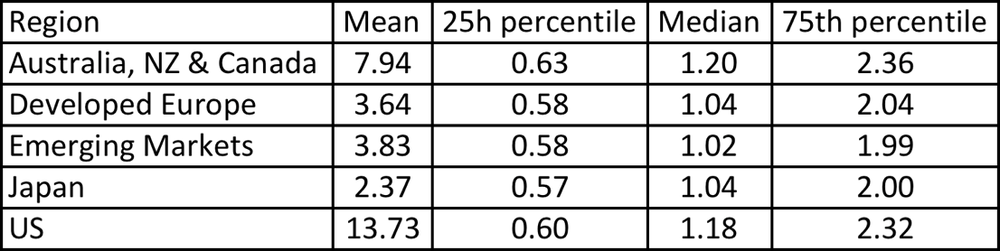 Region Mean 25h percentile Median 75th percentile
Australia, NZ & Canada 7.94 0.63 1.20 2.36
Developed Europe 3.64 0.58 1.04 2.04
Emerging Markets 3.83 0.58 1.02 1.99
Japan 2.37 0.57 1.04 2.00
US 13.73 0.60 1.18 2.32